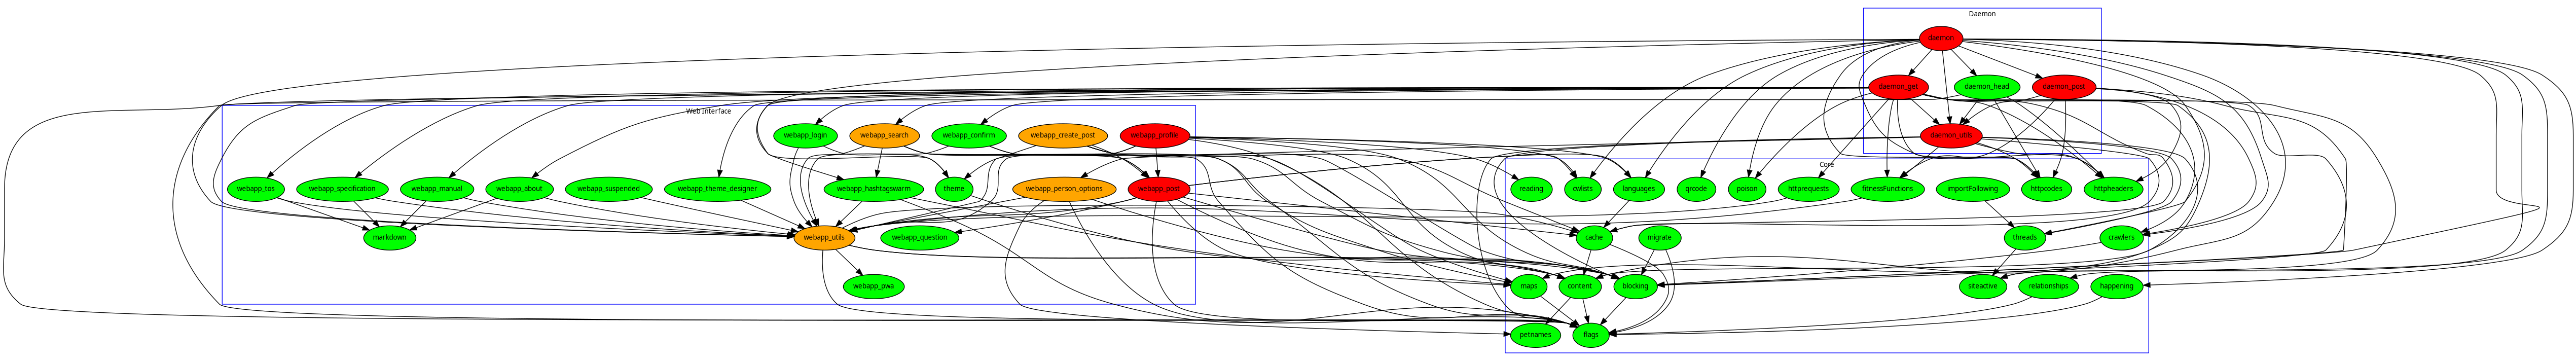 Daemon
daemon
daemon_get
daemon_head
daemon_post
Web Interface
webapp_login
webapp_search
webapp_confirm
webapp_create_post
webapp_profile
daemon_utils
Core
webapp_tos
webapp_specification
webapp_manual
webapp_about
webapp_suspended
webapp_theme_designer
webapp_hashtagswarm
theme
webapp_person_options
webapp_post
reading
cwlists
languages
qrcode
poison
httprequests
fitnessFunctions
importFollowing
httpcodes
httpheaders
markdown
webapp_utils
webapp_question
cache
migrate
threads
crawlers
webapp_pwa
maps
content
blocking
siteactive
relationships
happening
petnames
flags